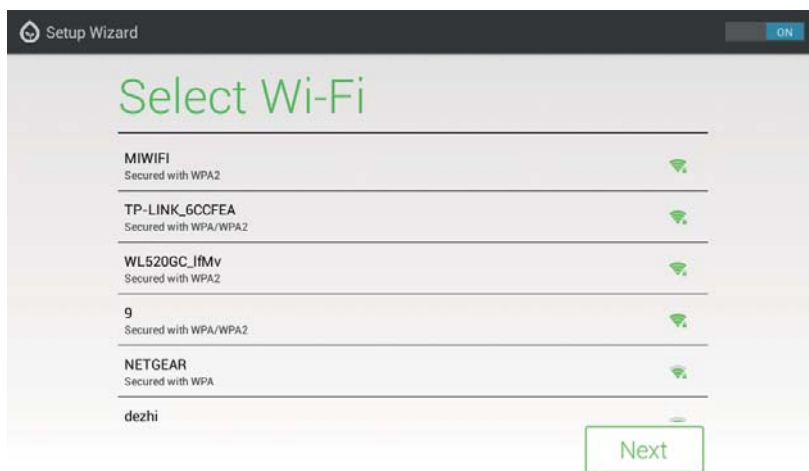 Setup Wizard
ON
Select Wi-Fi
MIWIFI
Secured with WPA2
TP-LINK_6CCFEA
Secured with WPA/WPA2
WL520GC_lfMv
Secured with WPA2
9
Secured with WPA/WPA2
NETGEAR
Secured with WPA
dezhi
Next